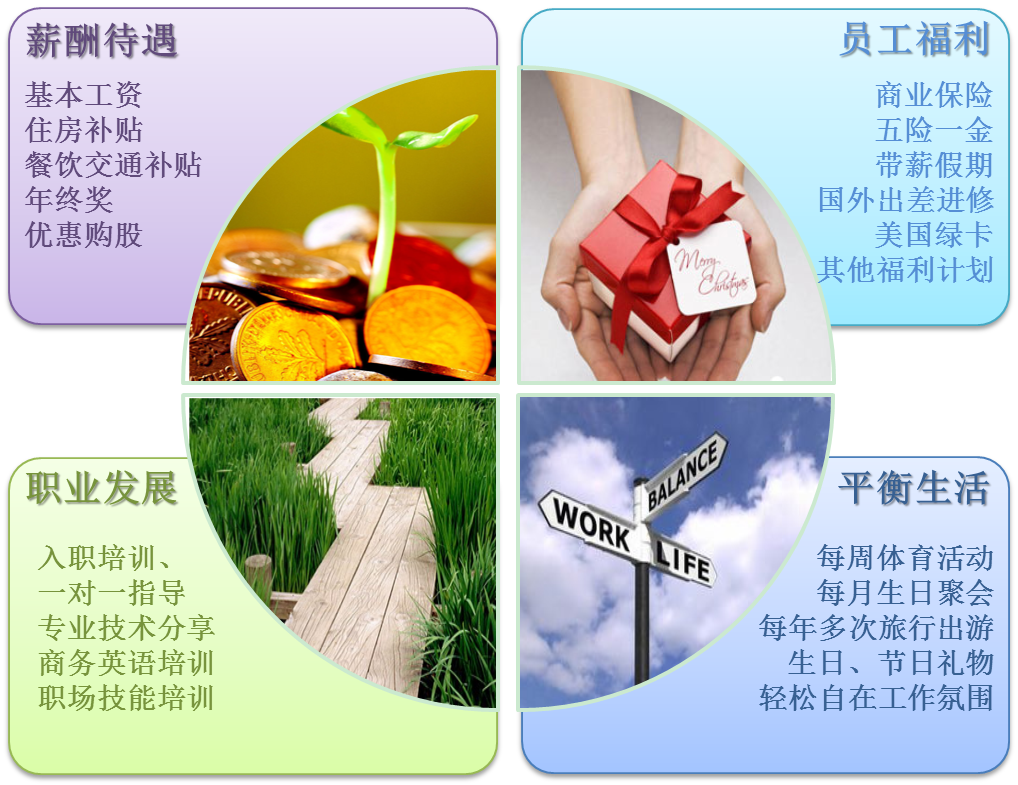 薪酬待遇
基本工资
住房补贴
餐饮交通补贴
年终奖
优惠购股
员工福利
商业保险
五险一金
带薪假期
国外出差进修
美国绿卡
其他福利计划
Merry
Christmas
职业发展
入职培训、
一对一指导
专业技术分享
商务英语培训
职场技能培训
平衡生活
每周体育活动
每月生日聚会
每年多次旅行出游
生日、节日礼物
轻松自在工作氛围
BALANCE
WORK
LIFE